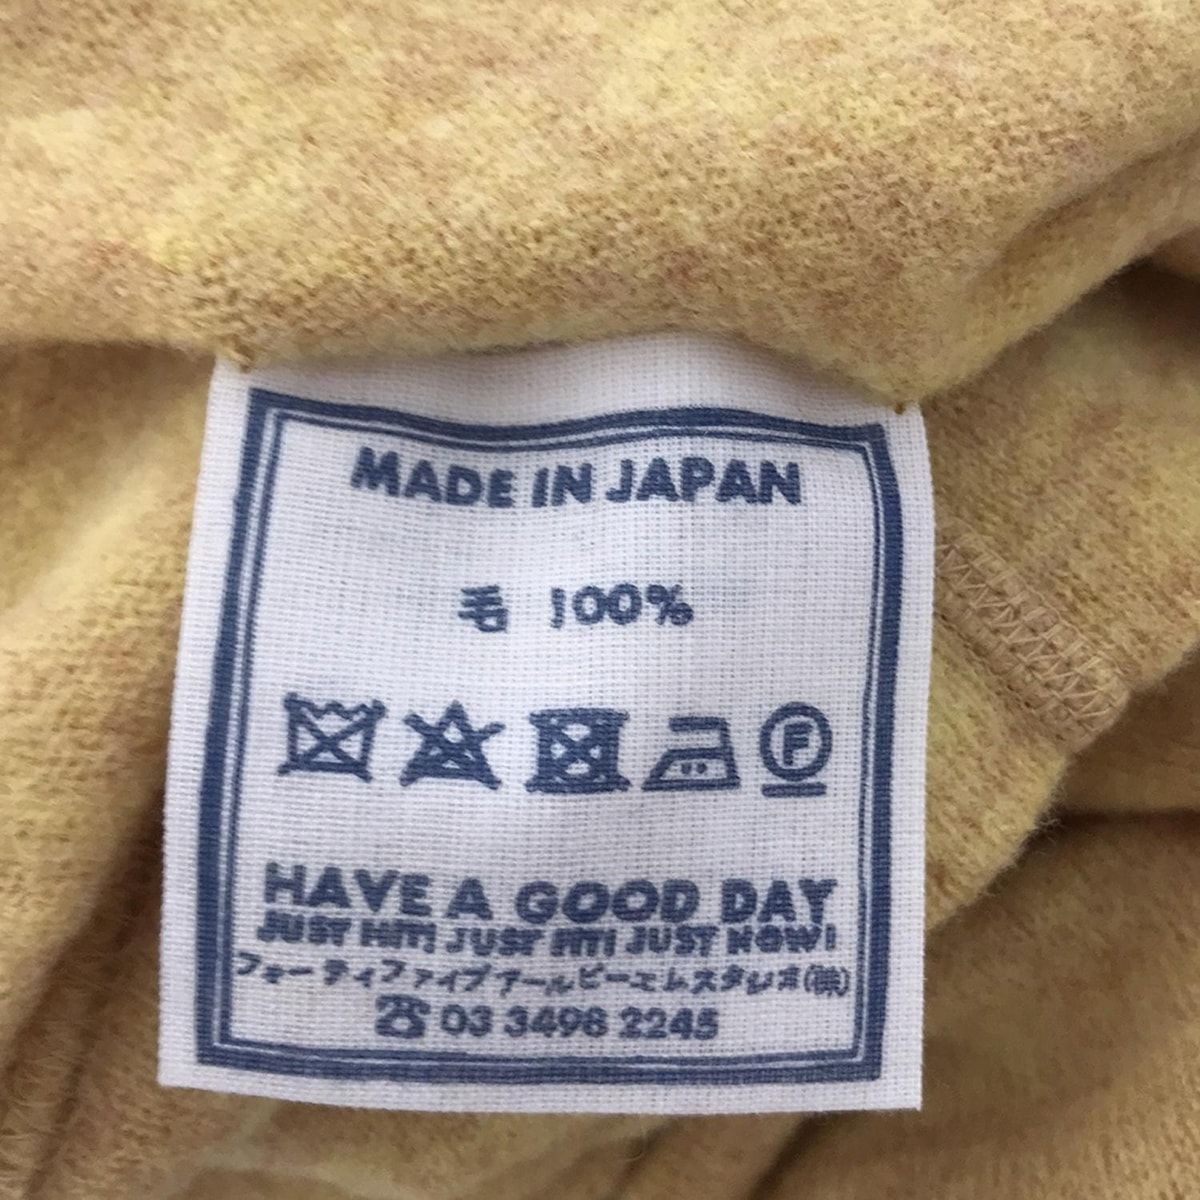 MADE IN JAPAN
毛 100%
F
HAVE A GOOD DAY
JUST HIT! JUST FIT! JUST NOW!
フォーティファイブアールピーエムスタジオ(株)
☎ 03 3498 2245